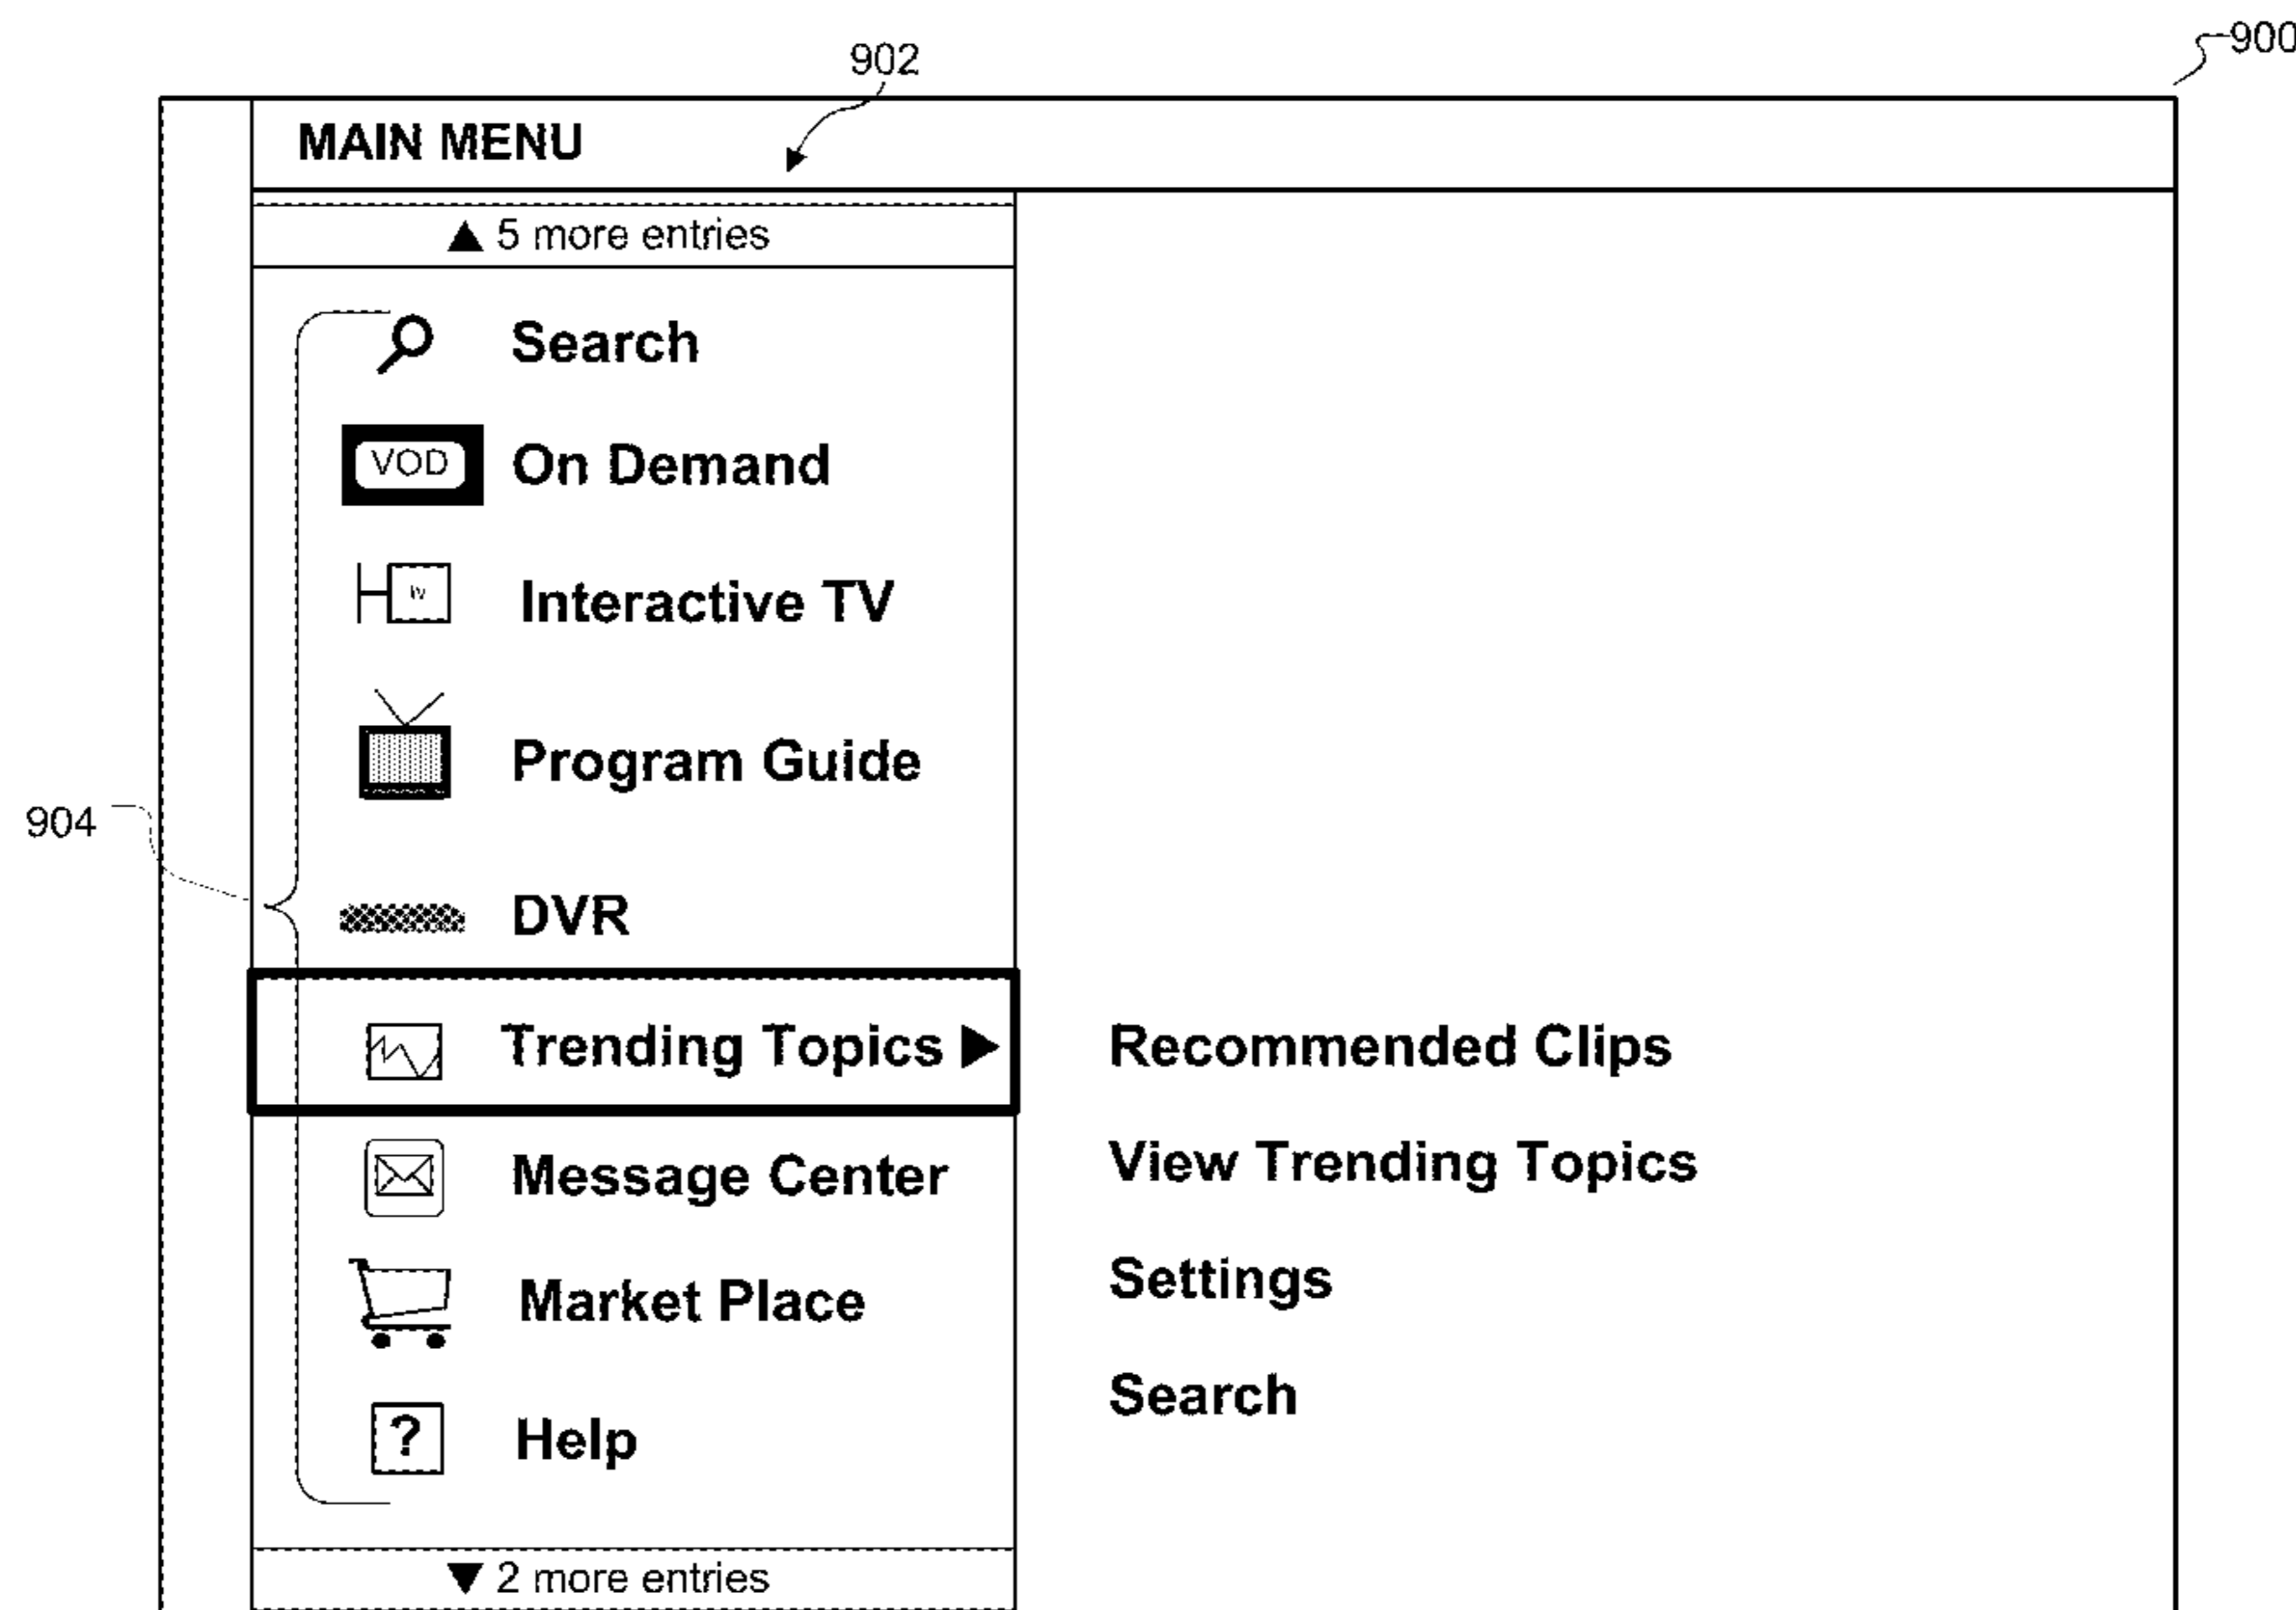 900
902
MAIN MENU
▲ 5 more entries
Search
VOD On Demand
tv Interactive TV
Program Guide
904
DVR
Trending Topics ▶ Recommended Clips
Message Center View Trending Topics
Market Place Settings
? Help Search
▼ 2 more entries